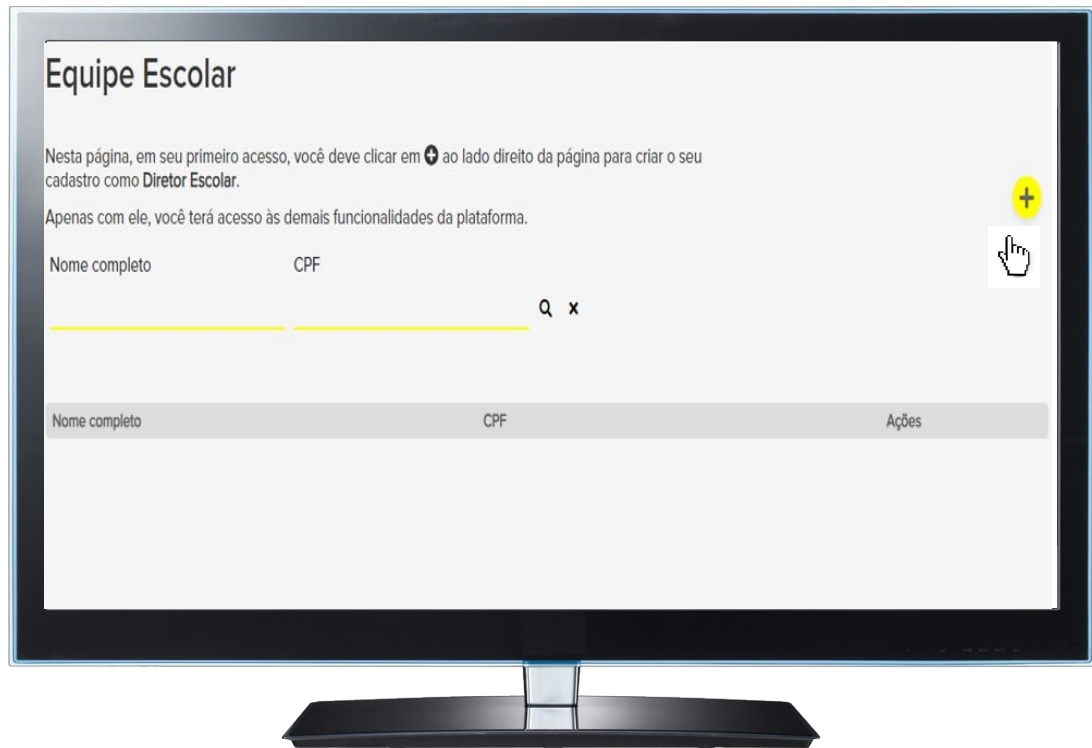 Equipe Escolar
Nesta página, em seu primeiro acesso, você deve clicar em + ao lado direito da página para criar o seu
cadastro como Diretor Escolar.
Apenas com ele, você terá acesso às demais funcionalidades da plataforma.
+
Nome completo CPF
x
Nome completo CPF Ações